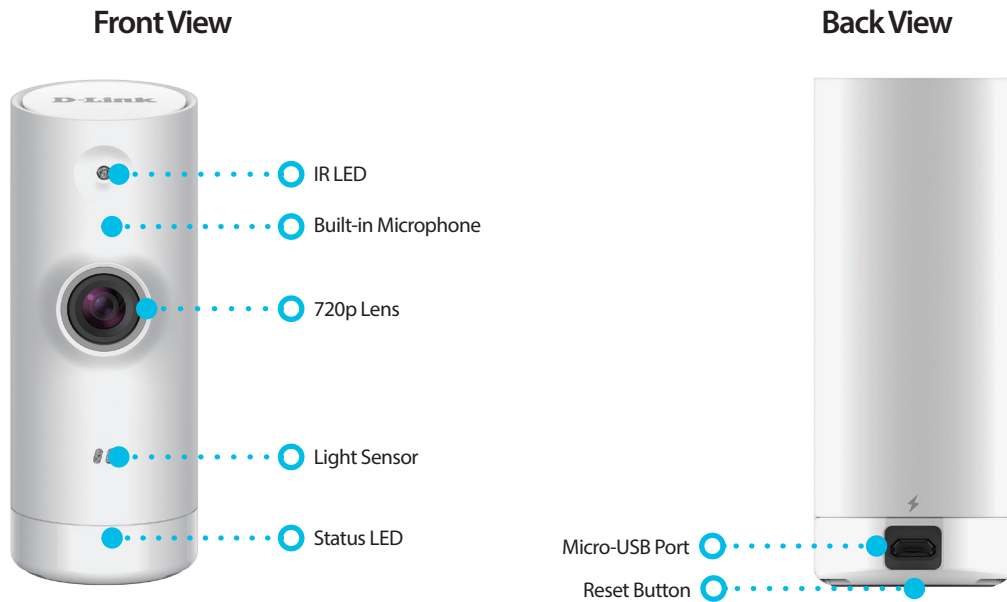 Front View
Back View
D-Link
IR LED
Built-in Microphone
720p Lens
Light Sensor
Status LED
Micro-USB Port
Reset Button